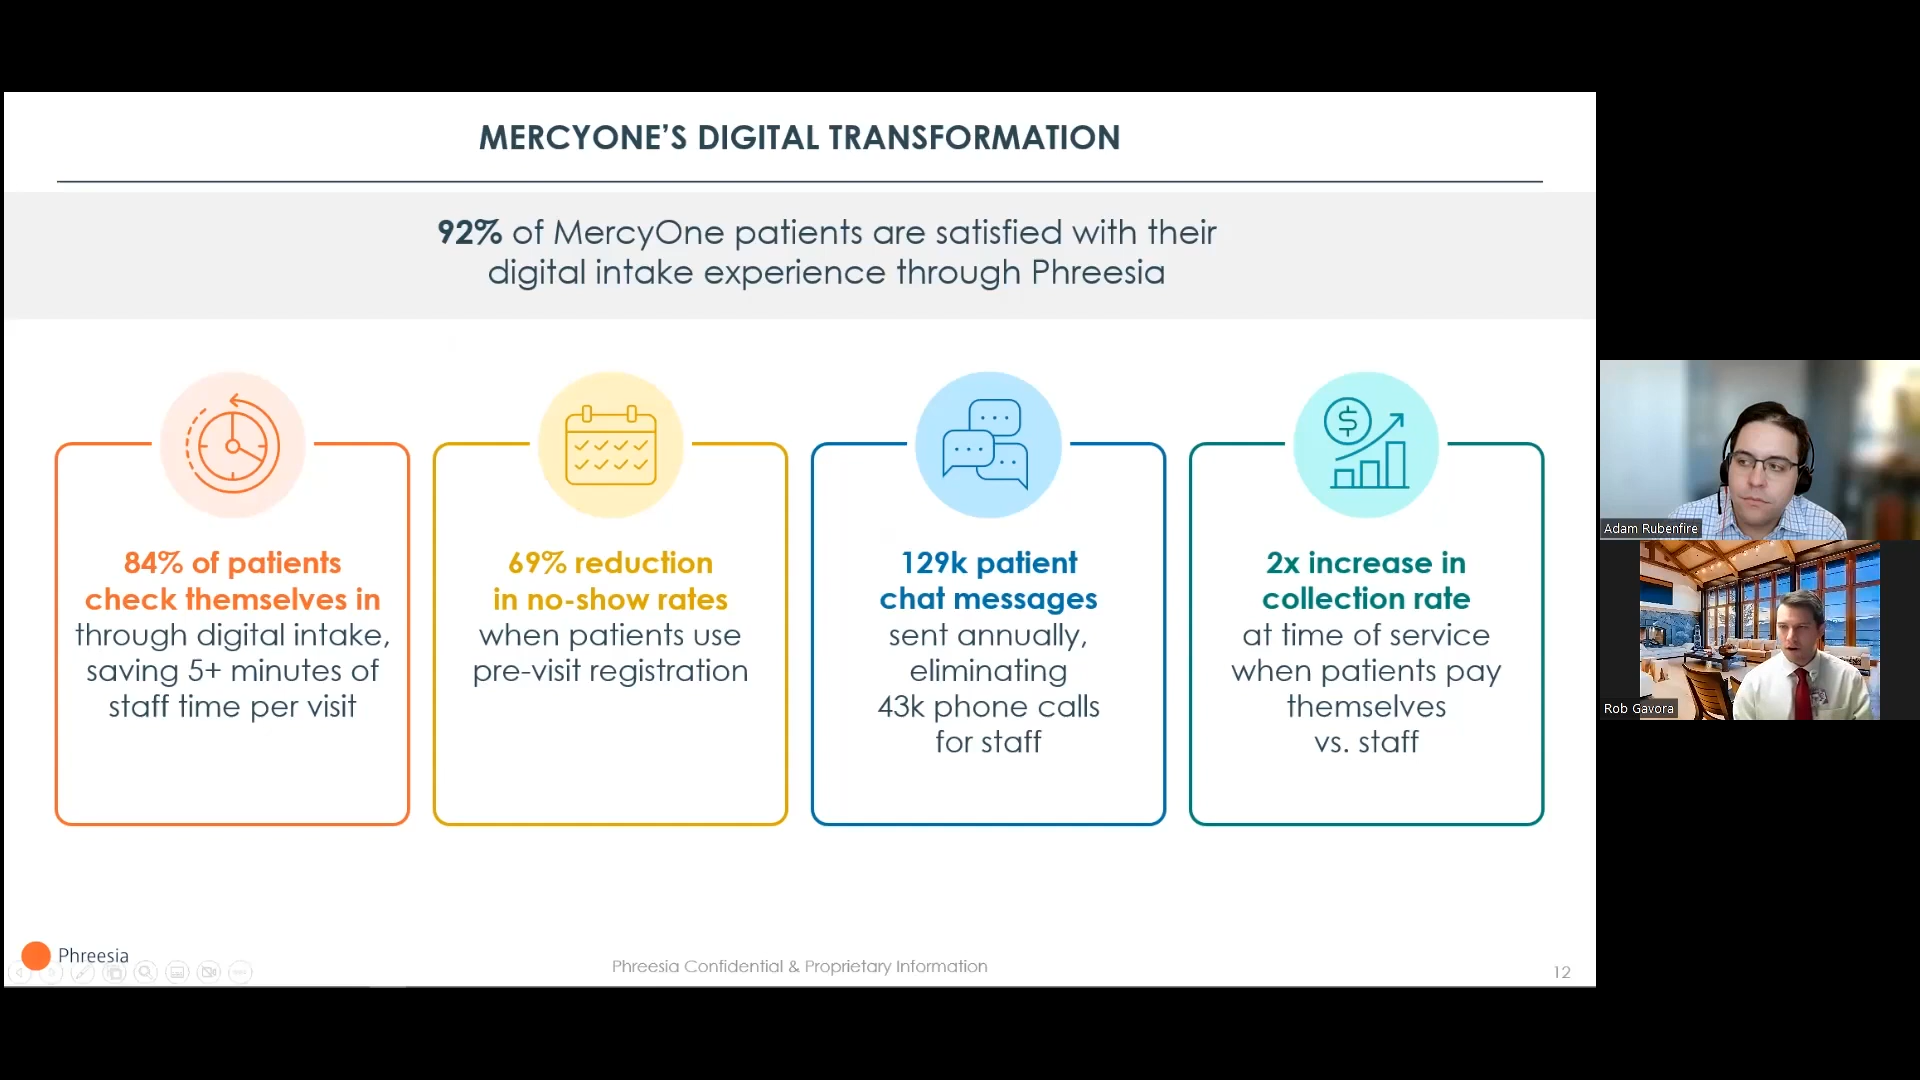 MERCYONE’S DIGITAL TRANSFORMATION
92% of MercyOne patients are satisfied with their
digital intake experience through Phreesia
84% of patients
check themselves in
through digital intake,
saving 5+ minutes of
staff time per visit
69% reduction
in no-show rates
when patients use
pre-visit registration
129k patient
chat messages
sent annually,
eliminating
43k phone calls
for staff
$
2x increase in
collection rate
at time of service
when patients pay
themselves
vs. staff
Adam Rubenfire
Rob Gavora
Phreesia
Phreesia Confidential & Proprietary Information
12